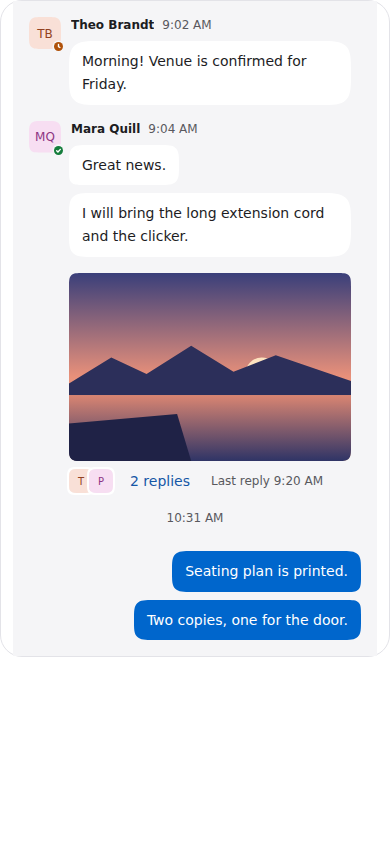 TB
Theo Brandt 9:02 AM
Morning! Venue is confirmed for
Friday.
MQ
Mara Quill 9:04 AM
Great news.
I will bring the long extension cord
and the clicker.
T P 2 replies Last reply 9:20 AM
10:31 AM
Seating plan is printed.
Two copies, one for the door.